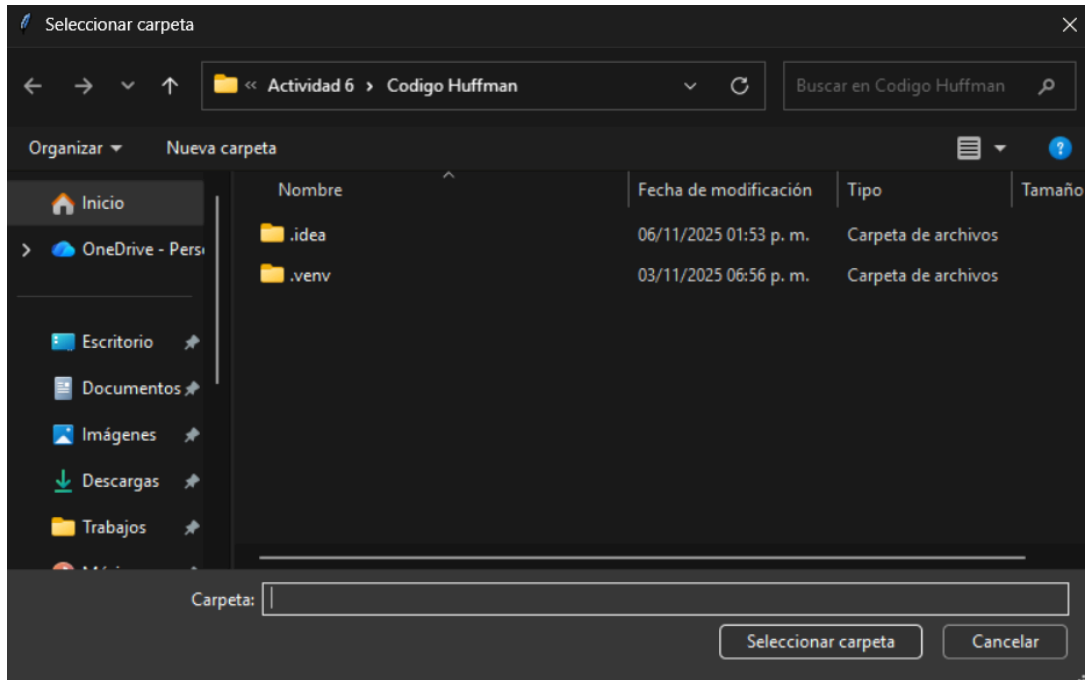 Seleccionar carpeta
« Actividad 6 › Codigo Huffman
Buscar en Codigo Huffman
Organizar
Nueva carpeta
Inicio
OneDrive - Pers
Escritorio
Documentos
Imágenes
Descargas
Trabajos
Nombre Fecha de modificación Tipo Tamaño
.idea 06/11/2025 01:53 p. m. Carpeta de archivos
.venv 03/11/2025 06:56 p. m. Carpeta de archivos
Carpeta:
Seleccionar carpeta Cancelar